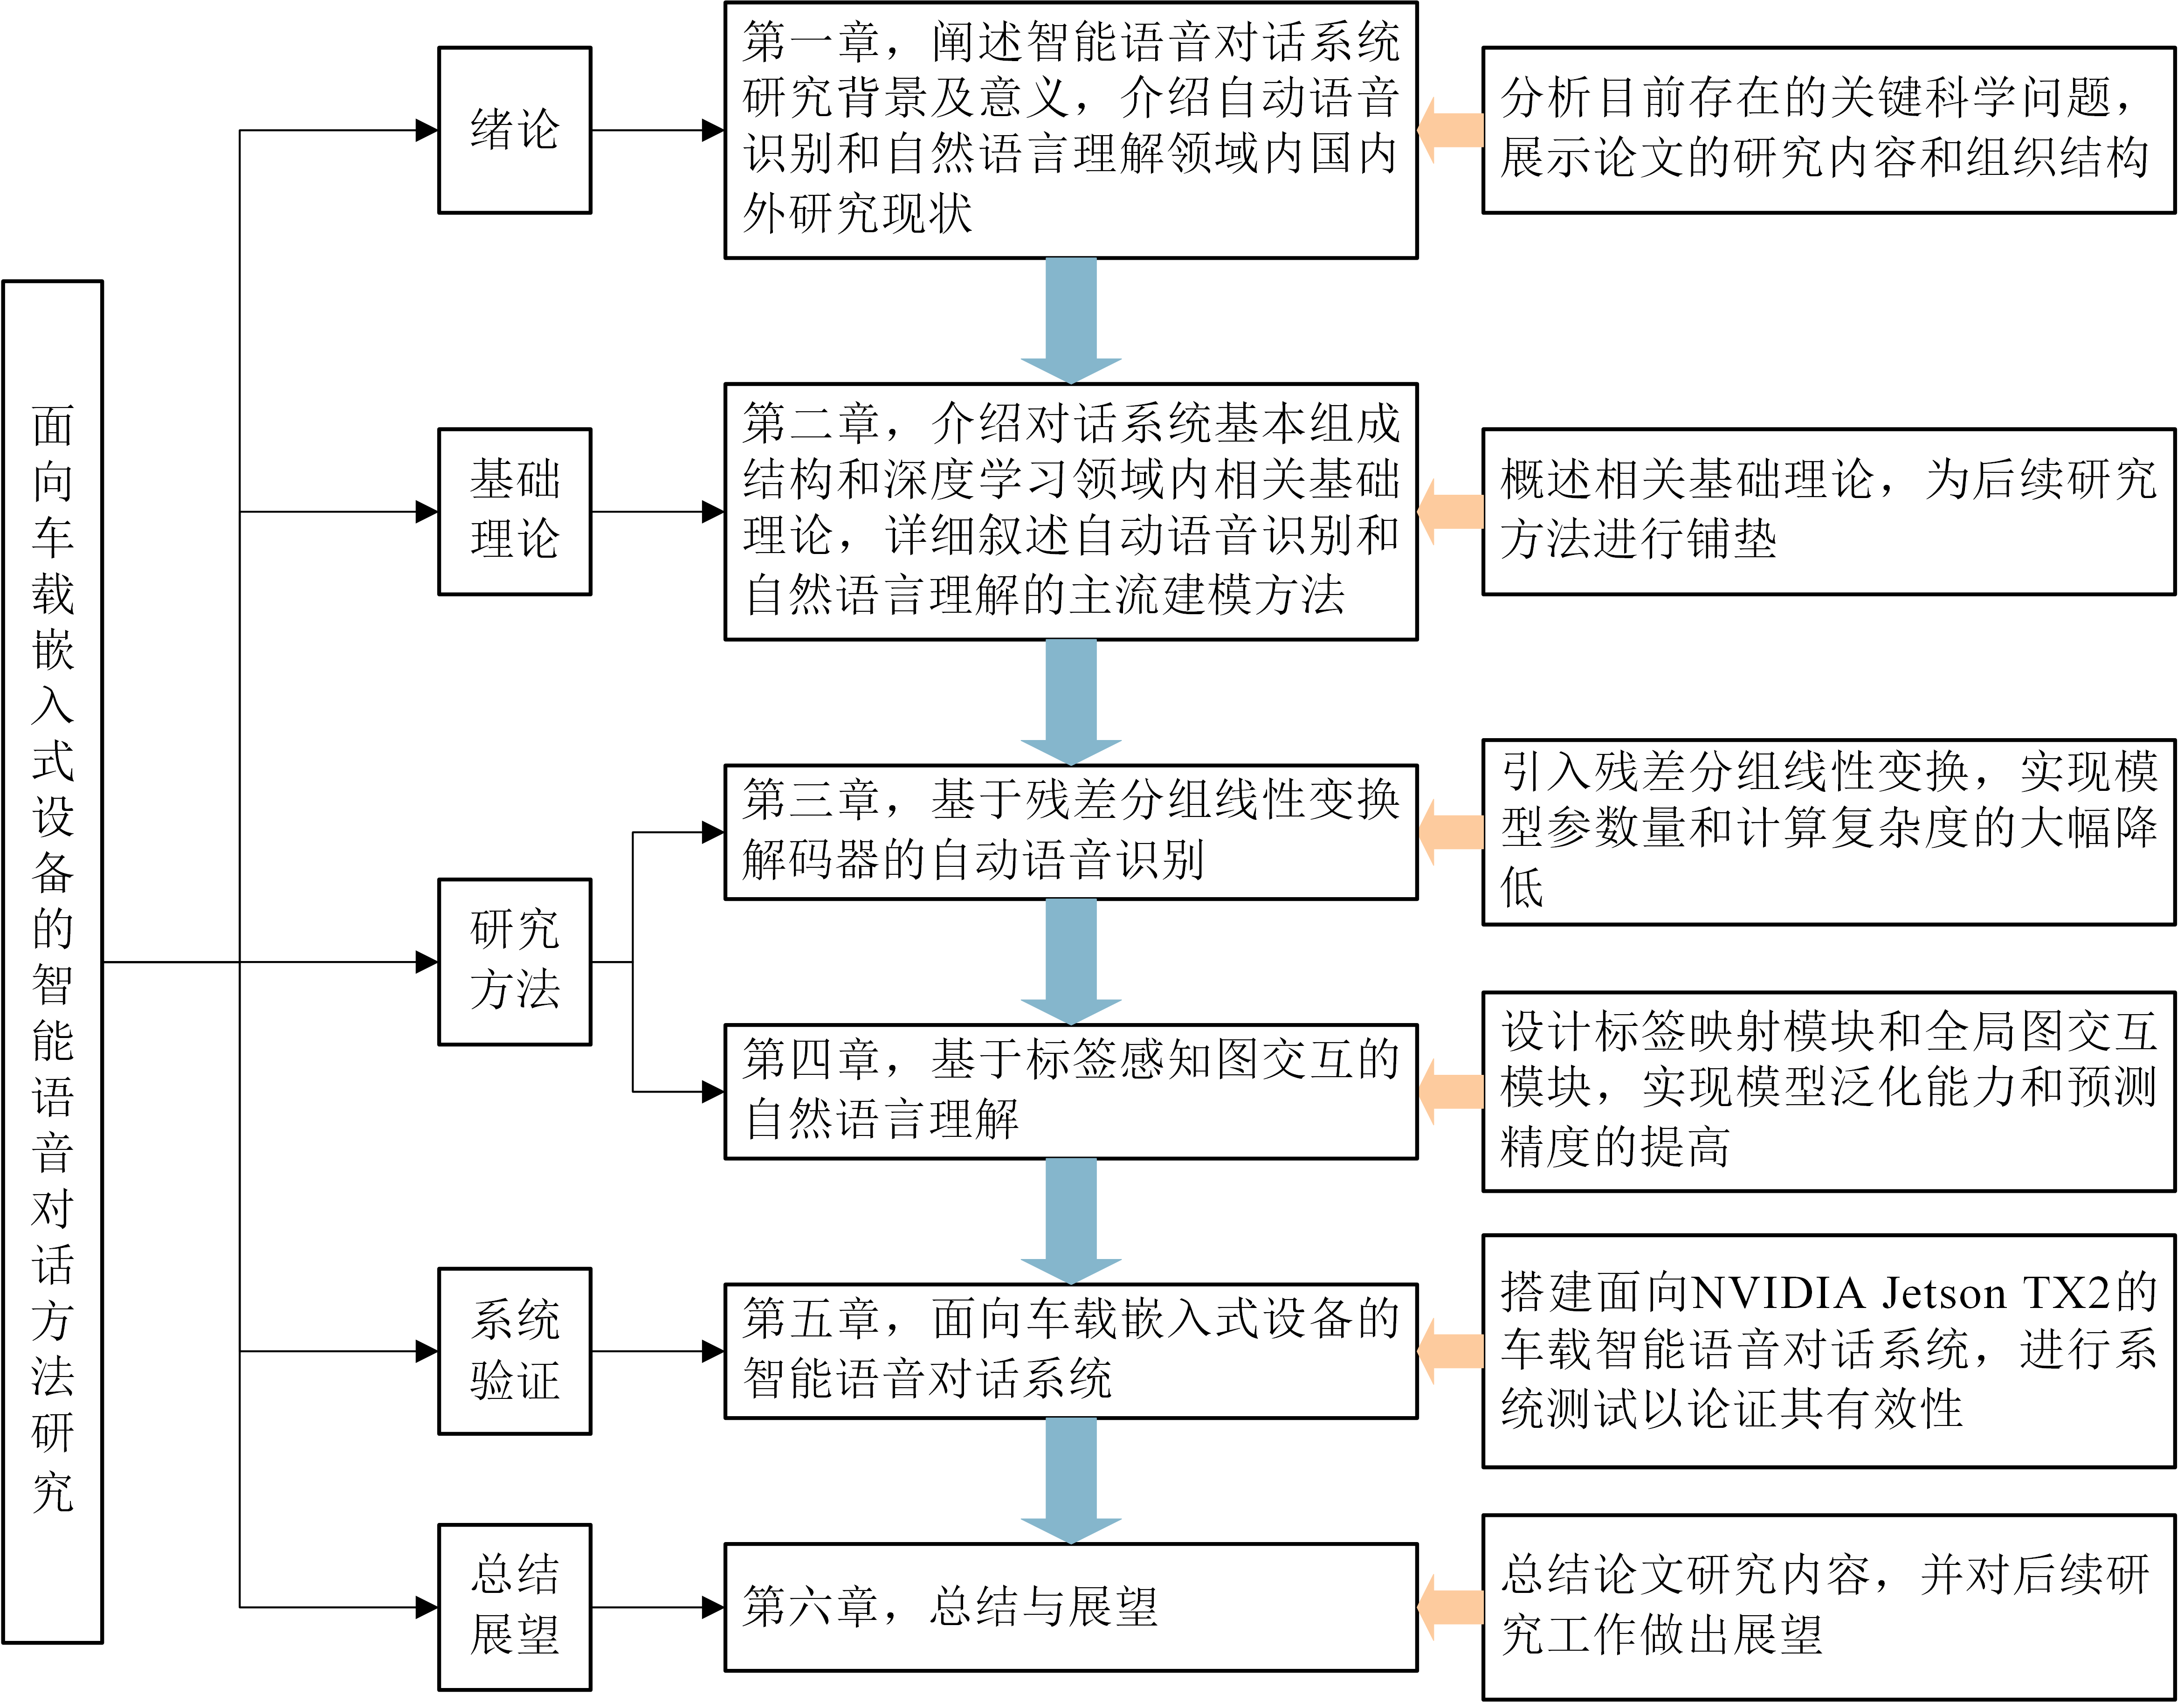 面向车载嵌入式设备的智能语音对话方法研究
绪论
第一章，阐述智能语音对话系统
研究背景及意义，介绍自动语音
识别和自然语言理解领域内国内
外研究现状
分析目前存在的关键科学问题，
展示论文的研究内容和组织结构
基础
理论
第二章，介绍对话系统基本组成
结构和深度学习领域内相关基础
理论，详细叙述自动语音识别和
自然语言理解的主流建模方法
概述相关基础理论，为后续研究
方法进行铺垫
研究
方法
第三章，基于残差分组线性变换
解码器的自动语音识别
引入残差分组线性变换，实现模
型参数量和计算复杂度的大幅降
低
第四章，基于标签感知图交互的
自然语言理解
设计标签映射模块和全局图交互
模块，实现模型泛化能力和预测
精度的提高
系统
验证
第五章，面向车载嵌入式设备的
智能语音对话系统
搭建面向NVIDIA Jetson TX2的
车载智能语音对话系统，进行系
统测试以论证其有效性
总结
展望
第六章，总结与展望
总结论文研究内容，并对后续研
究工作做出展望